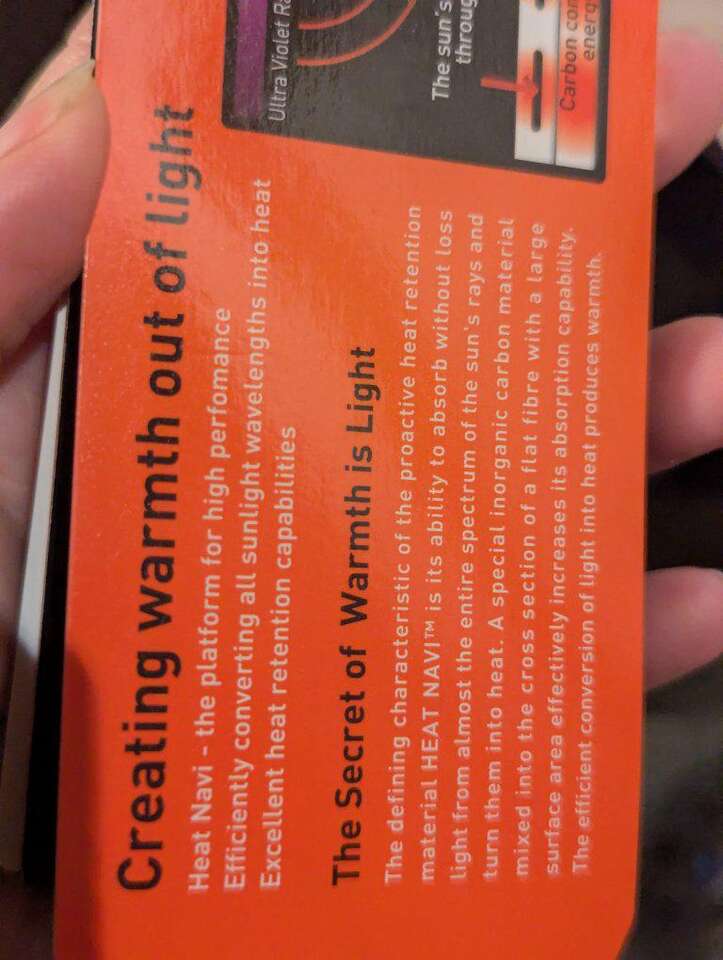 Creating warmth out of light
Heat Navi - the platform for high perfomance
Efficiently converting all sunlight wavelengths into heat
Excellent heat retention capabilities
The Secret of Warmth is Light
The defining characteristic of the proactive heat retention
material HEAT NAVI™ is its ability to absorb without loss
light from almost the entire spectrum of the sun's rays and
turn them into heat. A special inorganic carbon material
mixed into the cross section of a flat fibre with a large
surface area effectively increases its absorption capability.
The efficient conversion of light into heat produces warmth.
Ultra Violet
The sun's
throug
Carbon
energ